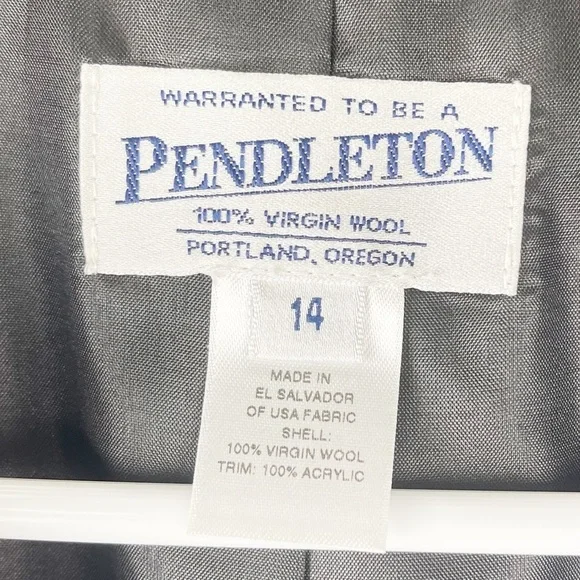 WARRANTED TO BE A
PENDLETON
100% VIRGIN WOOL
PORTLAND, OREGON
14
MADE IN
EL SALVADOR
OF USA FABRIC
SHELL:
100% VIRGIN WOOL
TRIM: 100% ACRYLIC